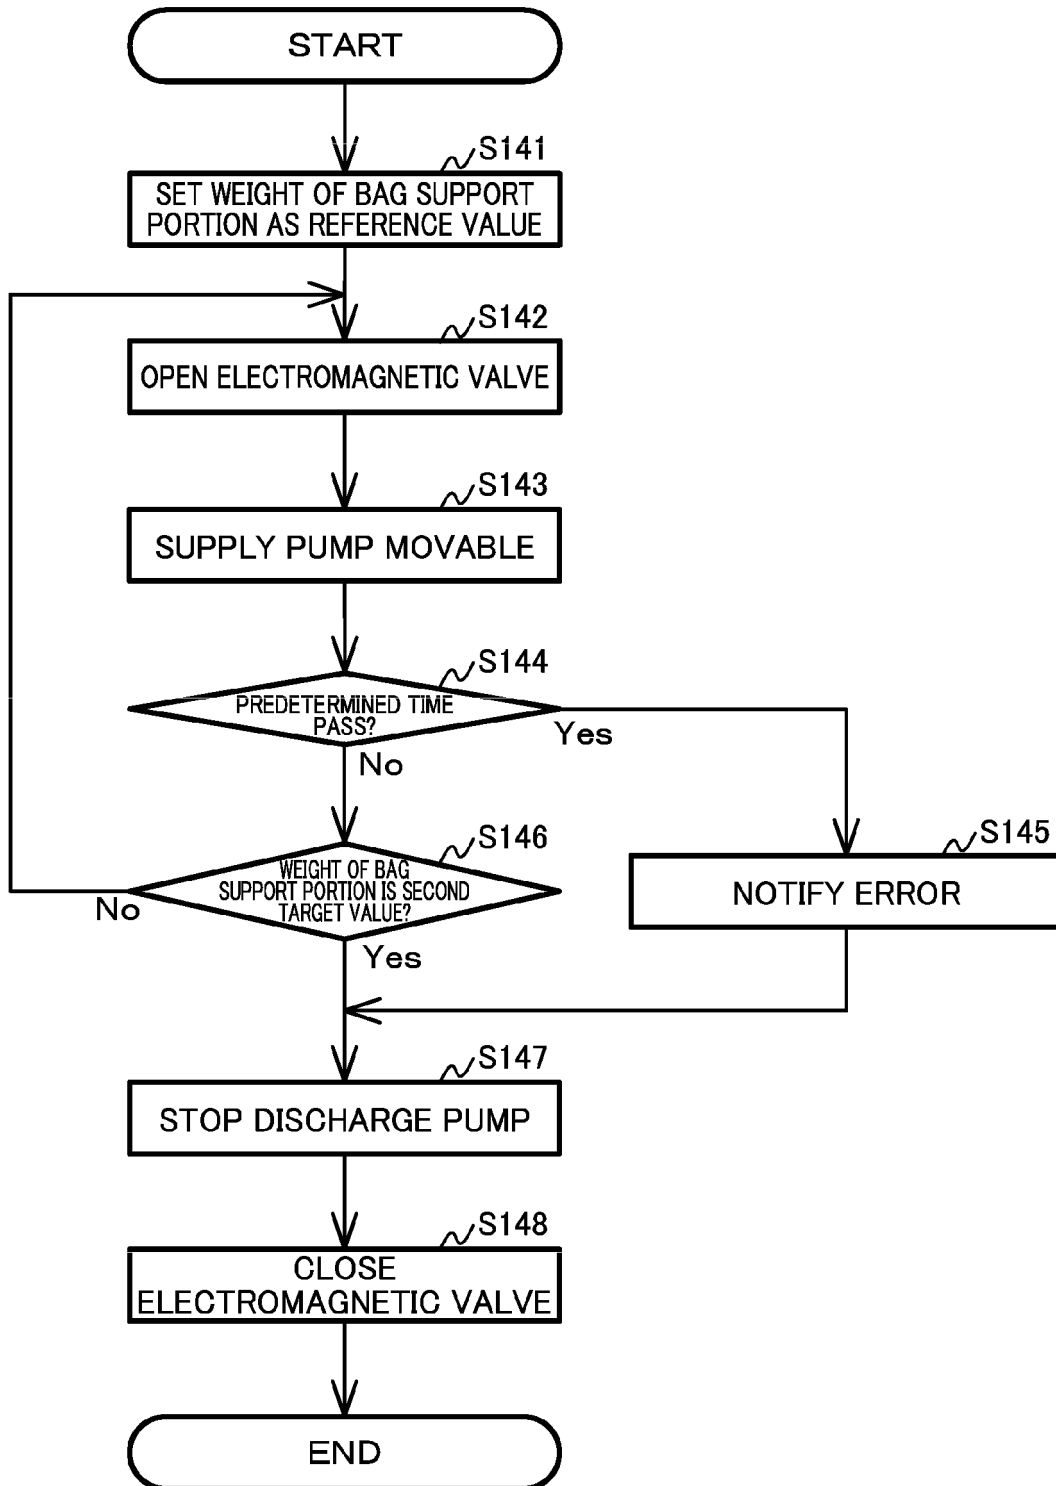 START
S141
SET WEIGHT OF BAG SUPPORT
PORTION AS REFERENCE VALUE
S142
OPEN ELECTROMAGNETIC VALVE
S143
SUPPLY PUMP MOVABLE
S144
PREDETERMINED TIME
PASS?
Yes
No
S146
WEIGHT OF BAG
SUPPORT PORTION IS SECOND
TARGET VALUE?
No
Yes
S145
NOTIFY ERROR
S147
STOP DISCHARGE PUMP
S148
CLOSE
ELECTROMAGNETIC VALVE
END